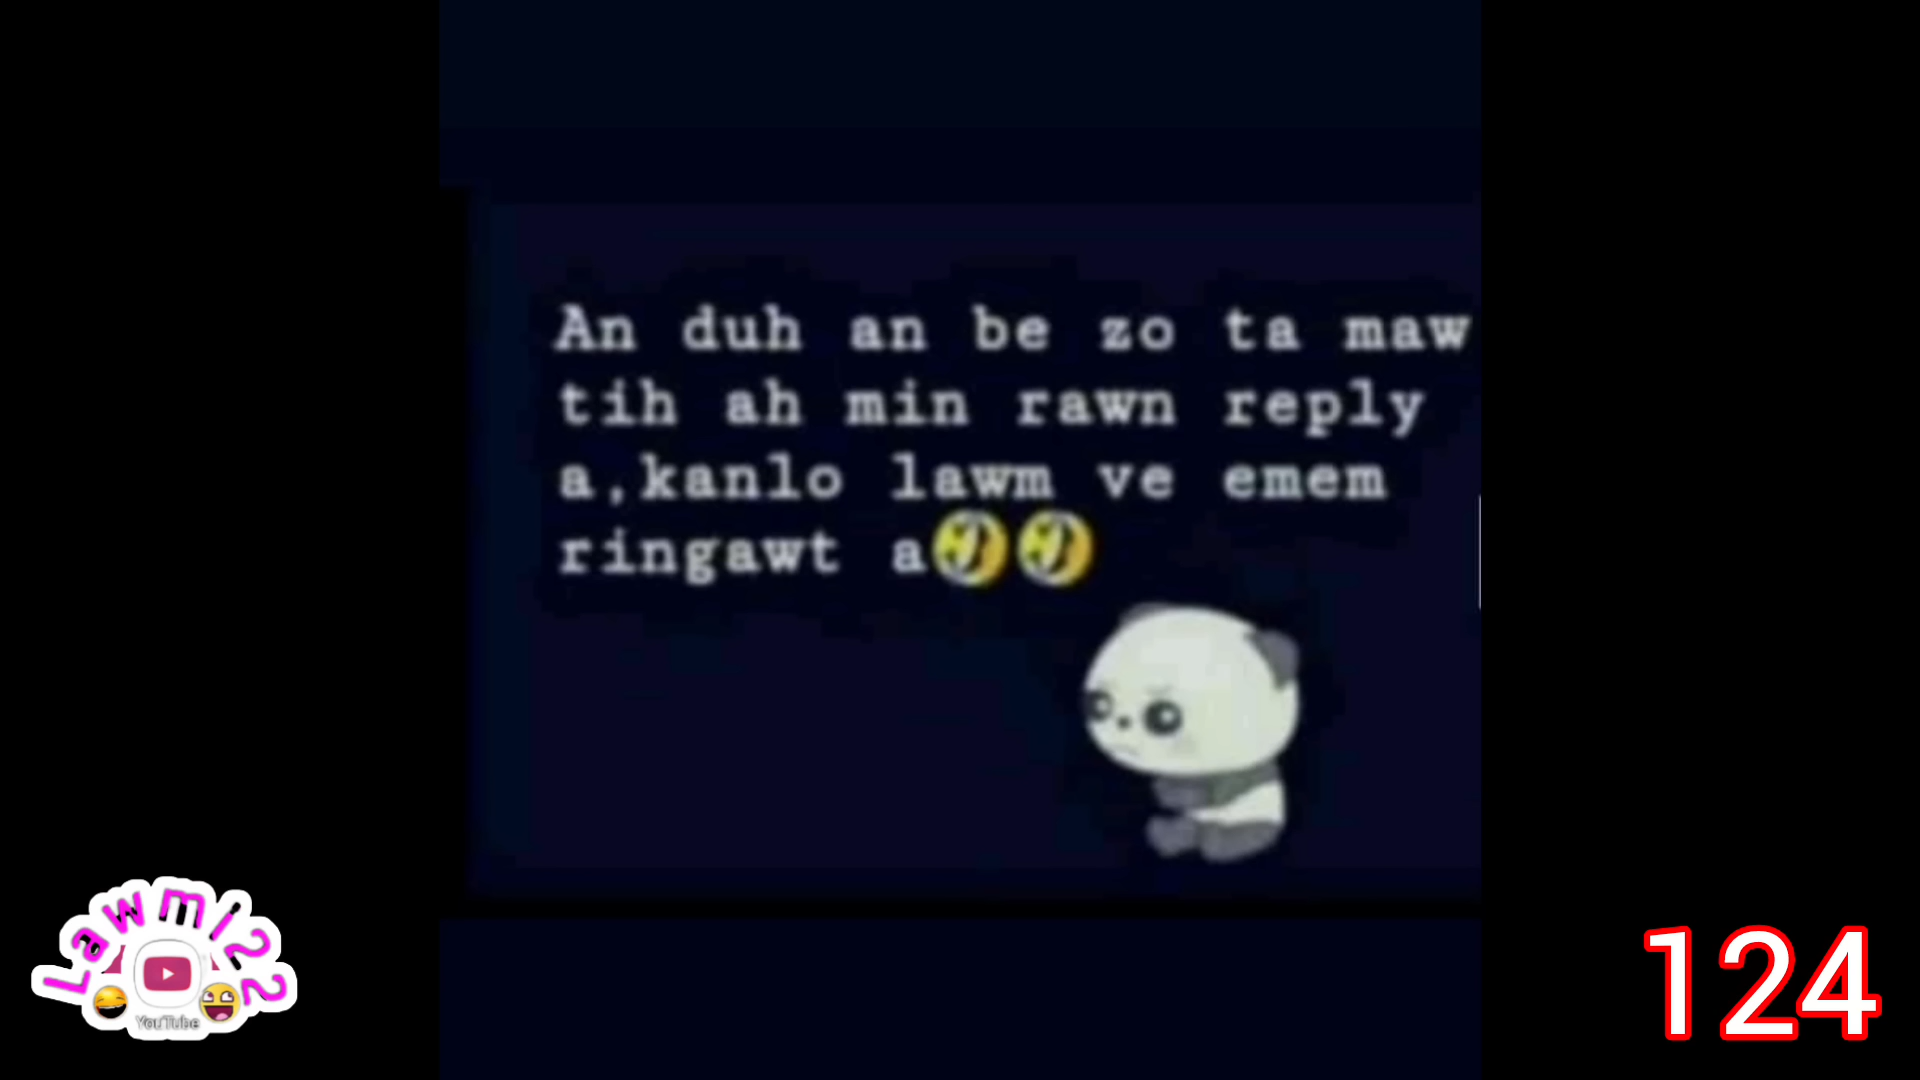 An duh an be zo ta maw
tih ah min rawn reply
a,kanlo lawm ve emem
ringawt a🤣🤣
Lawmi22
YouTube
124